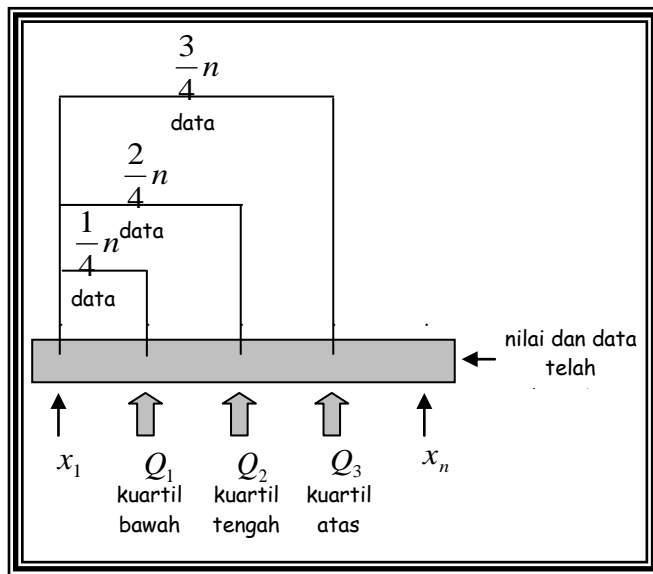 3/4 n
data
2/4 n
data
1/4 n
data
nilai dan data
telah
x₁
Q₁
kuartil
bawah
Q₂
kuartil
tengah
Q₃
kuartil
atas
xₙ